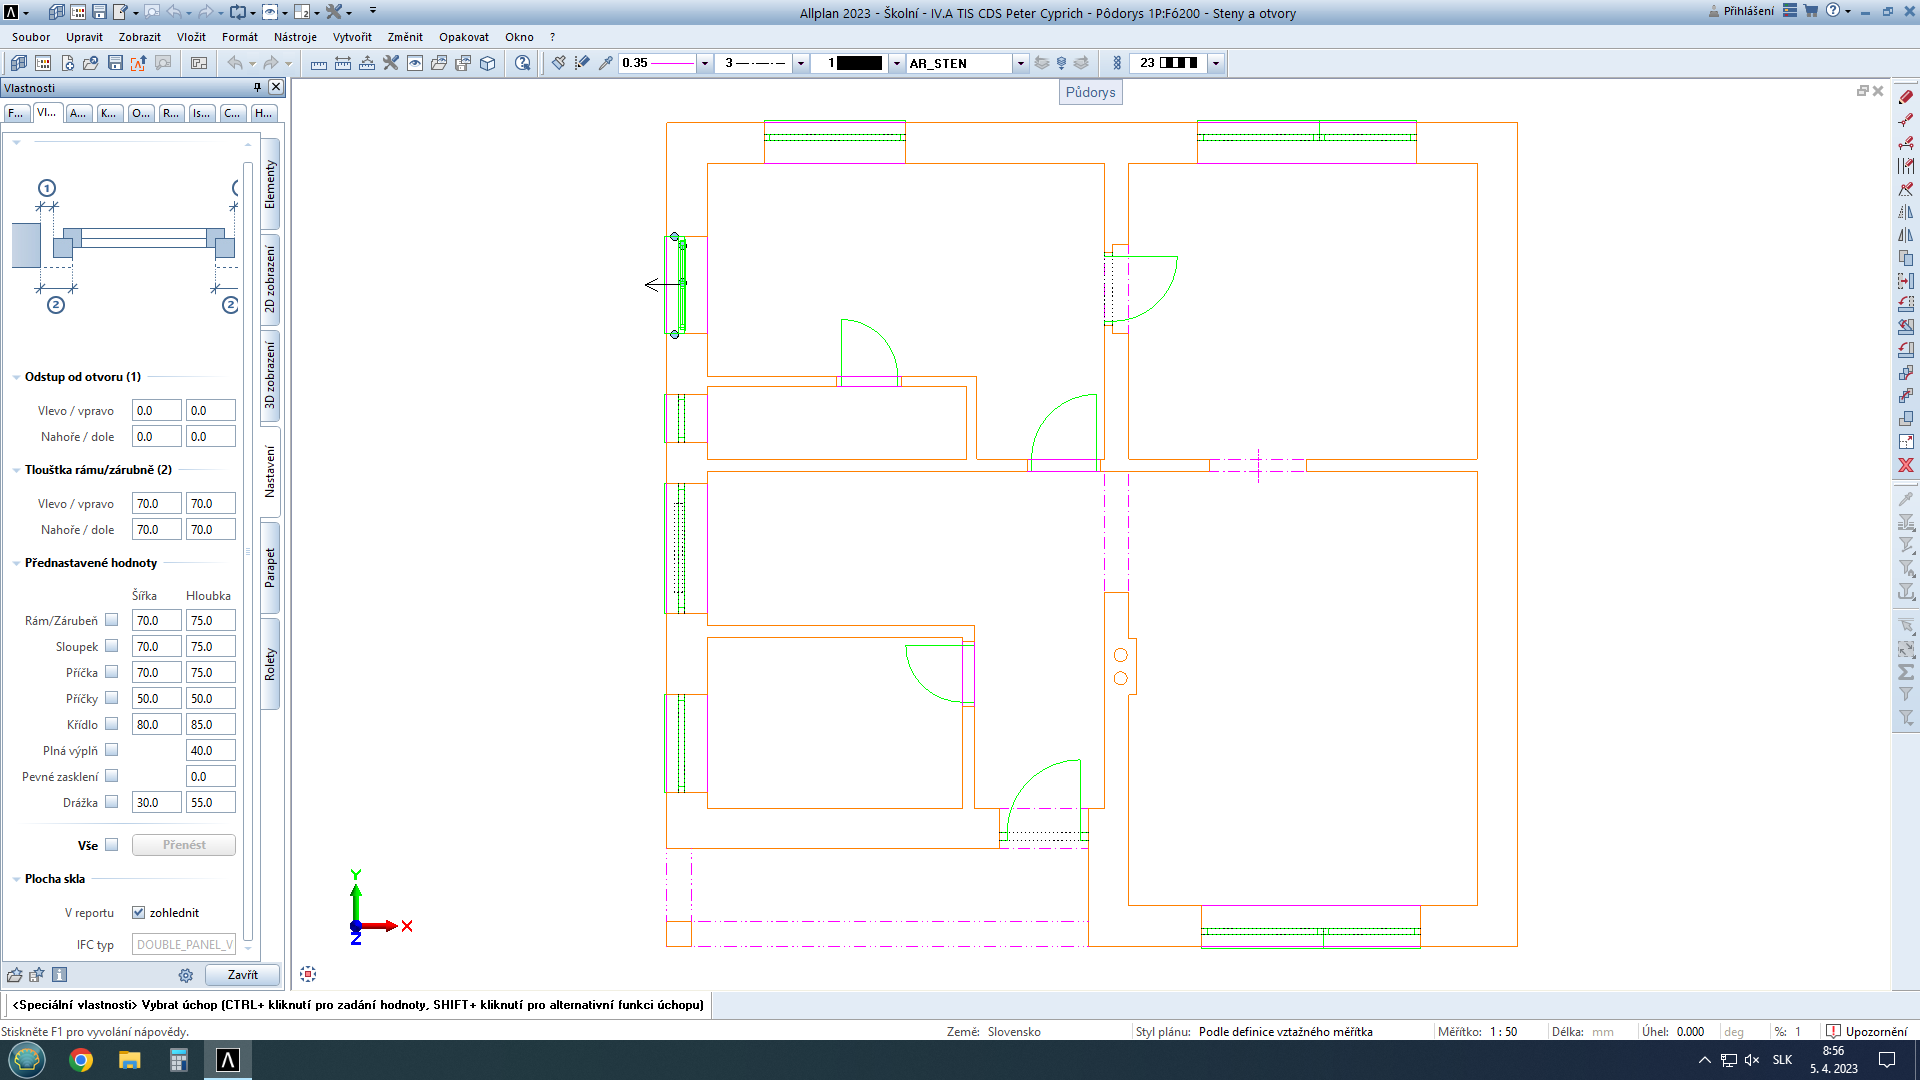 Allplan 2023 - Školní - IV.A TIS CDS Peter Cyprich - Půdorys 1P:F6200 - Steny a otvory
Přihlášení
Soubor Upravit Zobrazit Vložit Formát Nástroje Vytvořit Změnit Opakovat Okno ?
0.35 3 1 AR_STEN 23
Vlastnosti
Půdorys
F... Vl... A... K... O... R... Is... C... H...
Elementy
2D zobrazení
3D zobrazení
Nastavení
Parapet
Rolety
1
2 2
Odstup od otvoru (1)
Vlevo / vpravo 0.0 0.0
Nahoře / dole 0.0 0.0
Tlouštka rámu/zárubně (2)
Vlevo / vpravo 70.0 70.0
Nahoře / dole 70.0 70.0
Přednastavené hodnoty
Šířka Hloubka
Rám/Zárubeň 70.0 75.0
Sloupek 70.0 75.0
Příčka 70.0 75.0
Příčky 50.0 50.0
Křídlo 80.0 85.0
Plná výplň 40.0
Pevné zasklení 0.0
Drážka 30.0 55.0
Vše Přenést
Plocha skla
V reportu zohlednit
IFC typ DOUBLE_PANEL_V
Zavřít
Y
X
Z
<Speciální vlastnosti> Vybrat úchop (CTRL+ kliknutí pro zadání hodnoty, SHIFT+ kliknutí pro alternativní funkci úchopu)
Stiskněte F1 pro vyvolání nápovědy.
Země: Slovensko Styl plánu: Podle definice vztažného měřítka Měřítko: 1 : 50 Délka: mm Úhel: 0.000 deg %: 1 Upozornění
SLK
8:56
5. 4. 2023